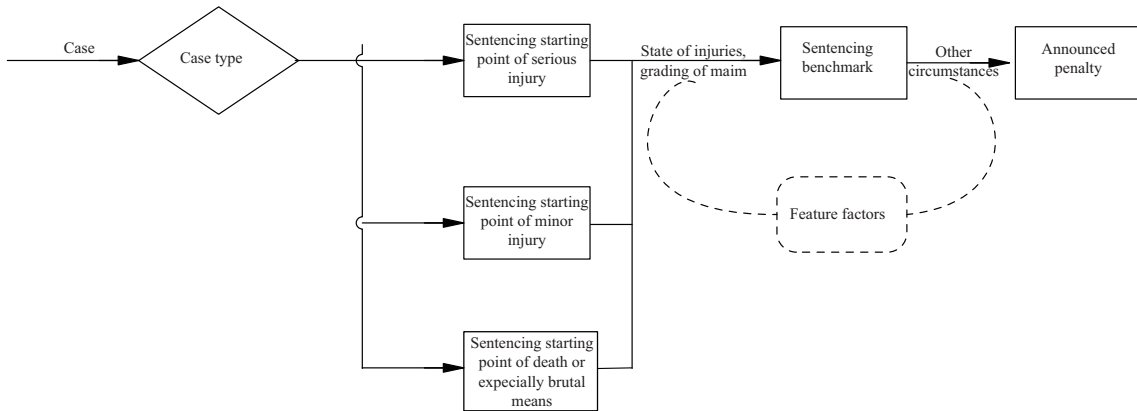 Case
Case type
Sentencing starting
point of serious
injury
State of injuries,
grading of maim
Sentencing
benchmark
Other
circumstances
Announced
penalty
Sentencing starting
point of minor
injury
Feature factors
Sentencing starting
point of death or
expecially brutal
means